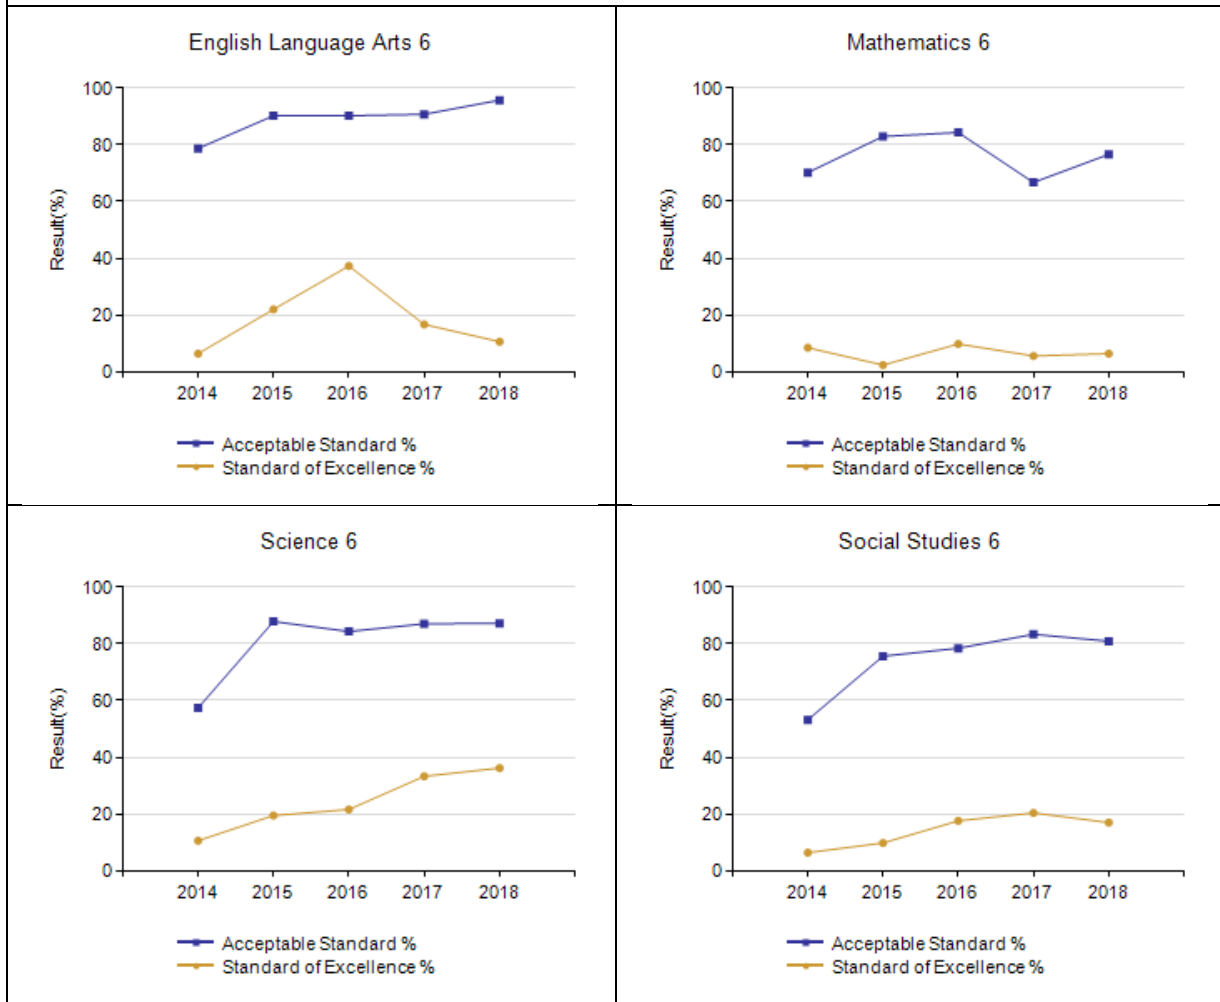 English Language Arts 6
100
80
60
40
20
0
Result(%)
2014 2015 2016 2017 2018
Acceptable Standard %
Standard of Excellence %
Mathematics 6
100
80
60
40
20
0
Result(%)
2014 2015 2016 2017 2018
Acceptable Standard %
Standard of Excellence %
Science 6
100
80
60
40
20
0
Result(%)
2014 2015 2016 2017 2018
Acceptable Standard %
Standard of Excellence %
Social Studies 6
100
80
60
40
20
0
Result(%)
2014 2015 2016 2017 2018
Acceptable Standard %
Standard of Excellence %